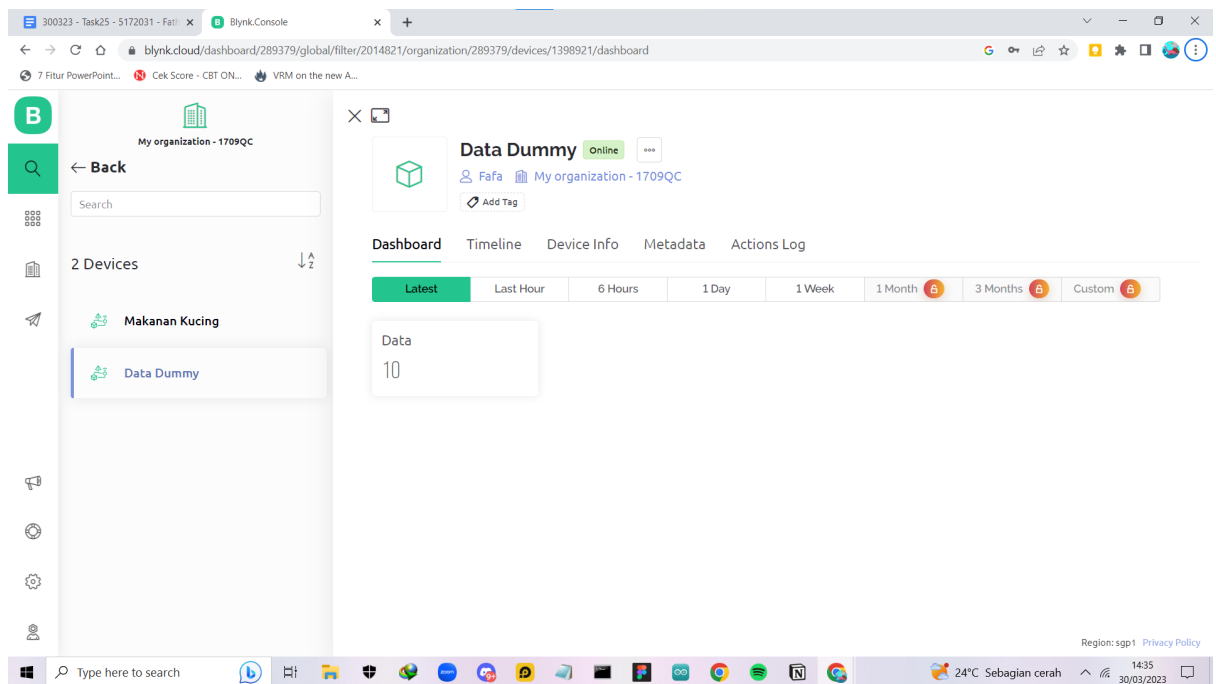 300323 - Task25 - 5172031 - Fath
Blynk.Console
blynk.cloud/dashboard/289379/global/filter/2014821/organization/289379/devices/1398921/dashboard
7 Fitur PowerPoint...
Cek Score - CBT ON...
VRM on the new A...
B
My organization - 1709QC
Back
Search
2 Devices
Makanan Kucing
Data Dummy
Data Dummy Online
Fafa My organization - 1709QC
Add Tag
Dashboard Timeline Device Info Metadata Actions Log
Latest Last Hour 6 Hours 1 Day 1 Week 1 Month 3 Months Custom
Data
10
Region: sgp1 Privacy Policy
Type here to search
zoom
24°C Sebagian cerah
14:35
30/03/2023